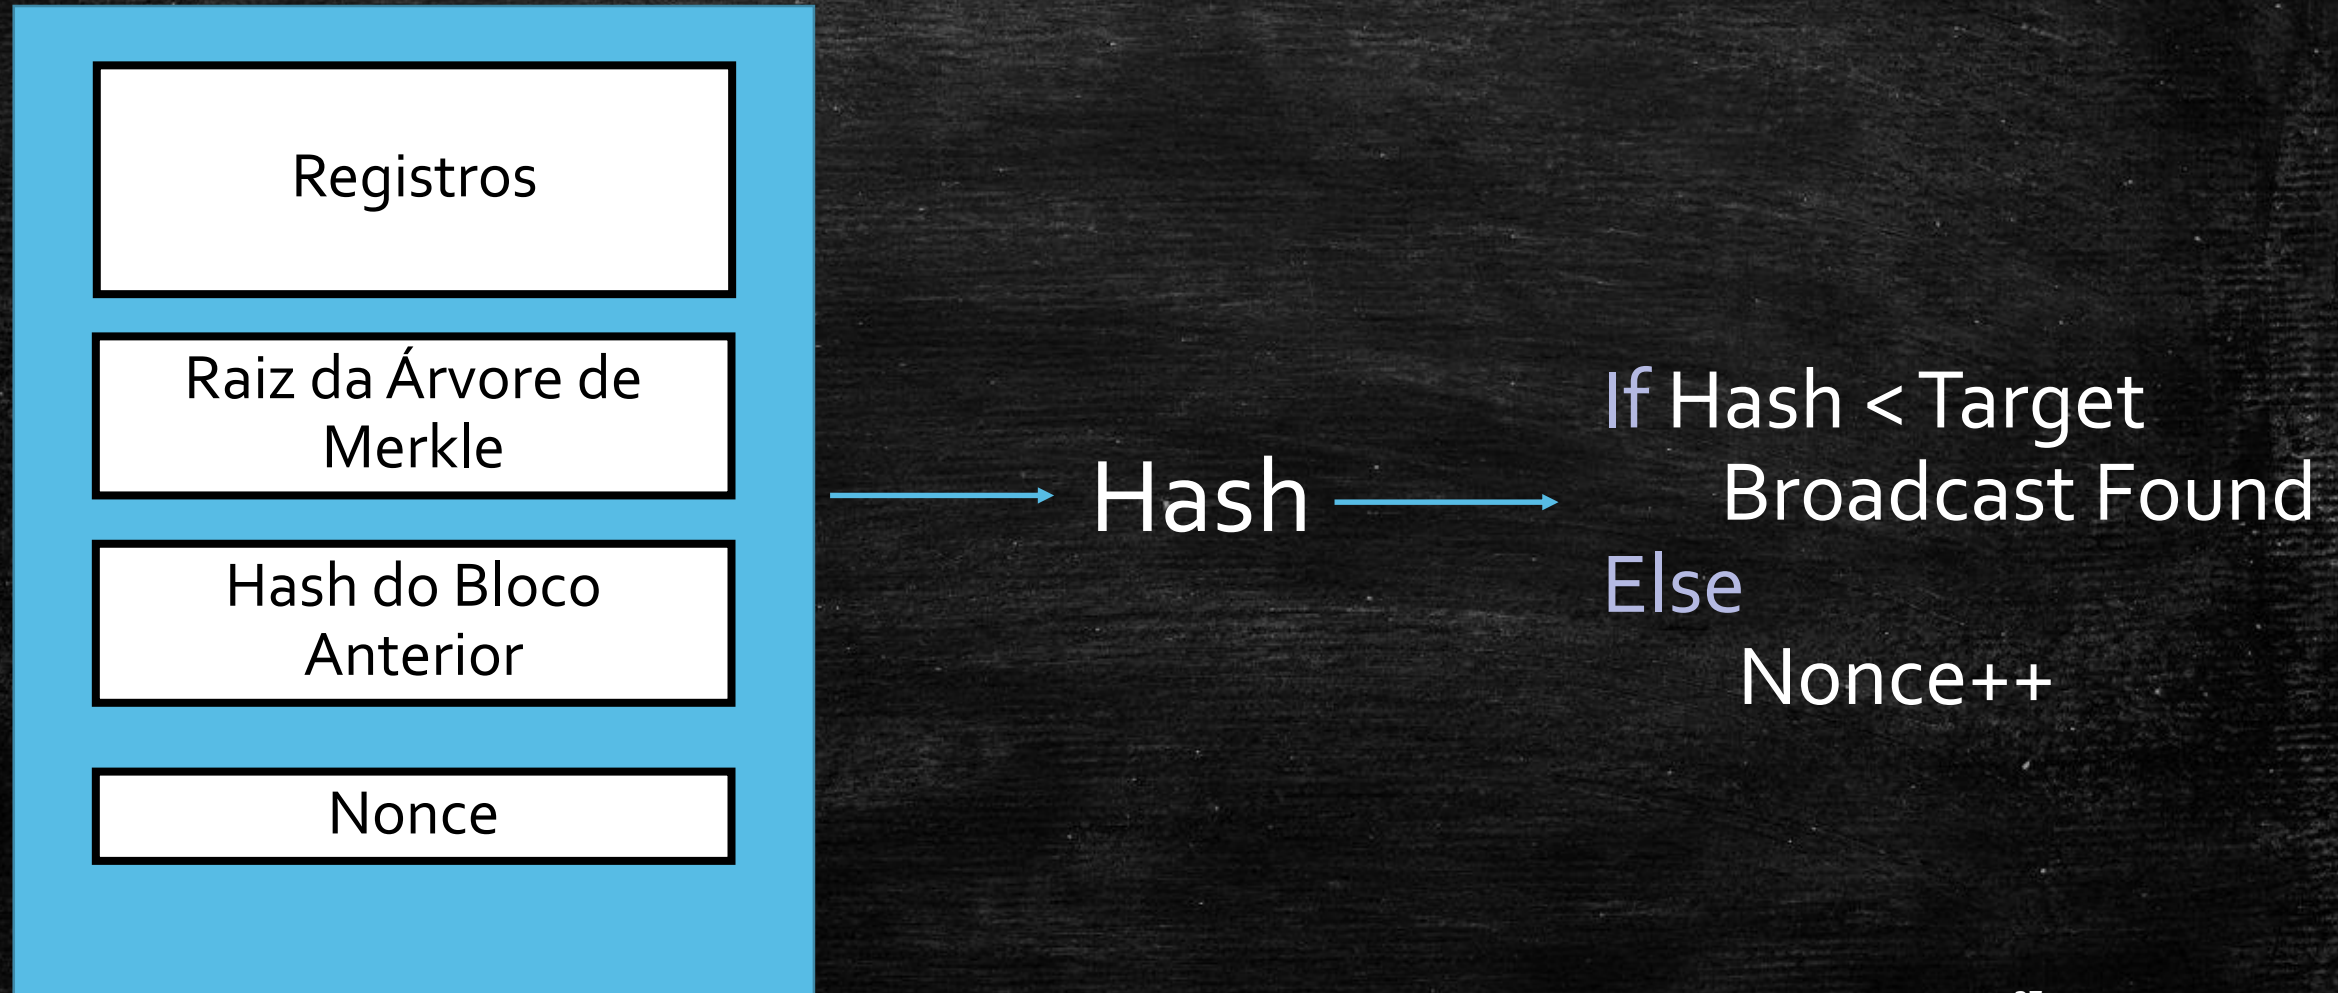 Registros
Raiz da Árvore de
Merkle
Hash do Bloco
Anterior
Nonce
Hash
If Hash < Target
Broadcast Found
Else
Nonce++